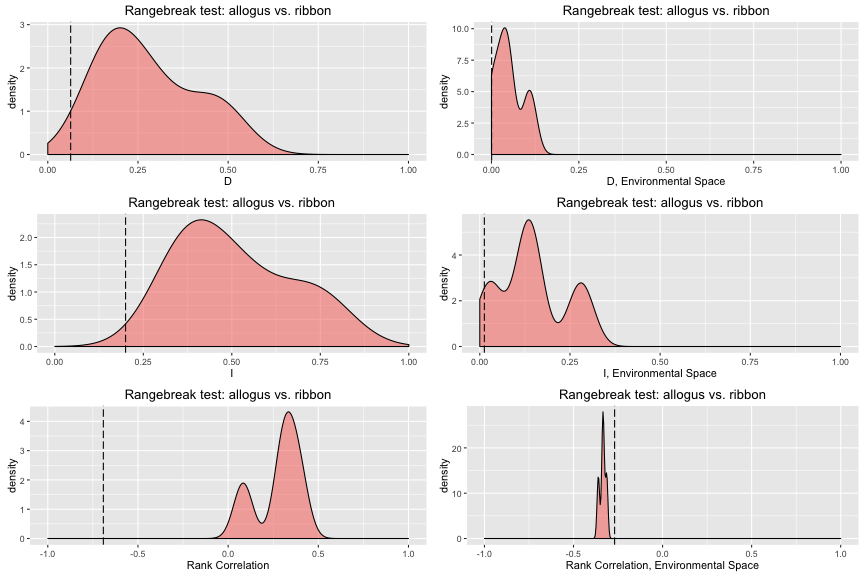 Rangebreak test: allogus vs. ribbon
density
3
2
1
0
0.00 0.25 0.50 0.75 1.00
D
Rangebreak test: allogus vs. ribbon
density
10.0
7.5
5.0
2.5
0.0
0.00 0.25 0.50 0.75 1.00
D, Environmental Space
Rangebreak test: allogus vs. ribbon
density
2.0
1.5
1.0
0.5
0.0
0.00 0.25 0.50 0.75 1.00
I
Rangebreak test: allogus vs. ribbon
density
4
2
0
0.00 0.25 0.50 0.75 1.00
I, Environmental Space
Rangebreak test: allogus vs. ribbon
density
4
3
2
1
0
-1.0 -0.5 0.0 0.5 1.0
Rank Correlation
Rangebreak test: allogus vs. ribbon
density
20
10
0
-1.0 -0.5 0.0 0.5 1.0
Rank Correlation, Environmental Space